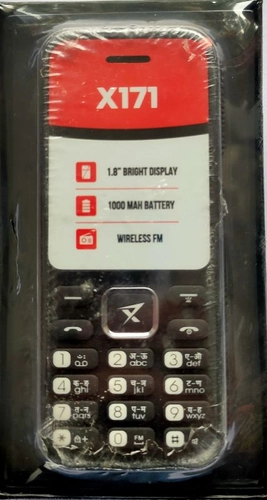 X171
1.8" BRIGHT DISPLAY
1000 MAH BATTERY
WIRELESS FM
1 2 अ-ऊ abc 3 ए-औ def
4 क-ङ ghi 5 च-ञ jkl 6 ट-ण mno
7 त-न pqrs 8 प-म tuv 9 य-ह wxyz
* 0 FM #